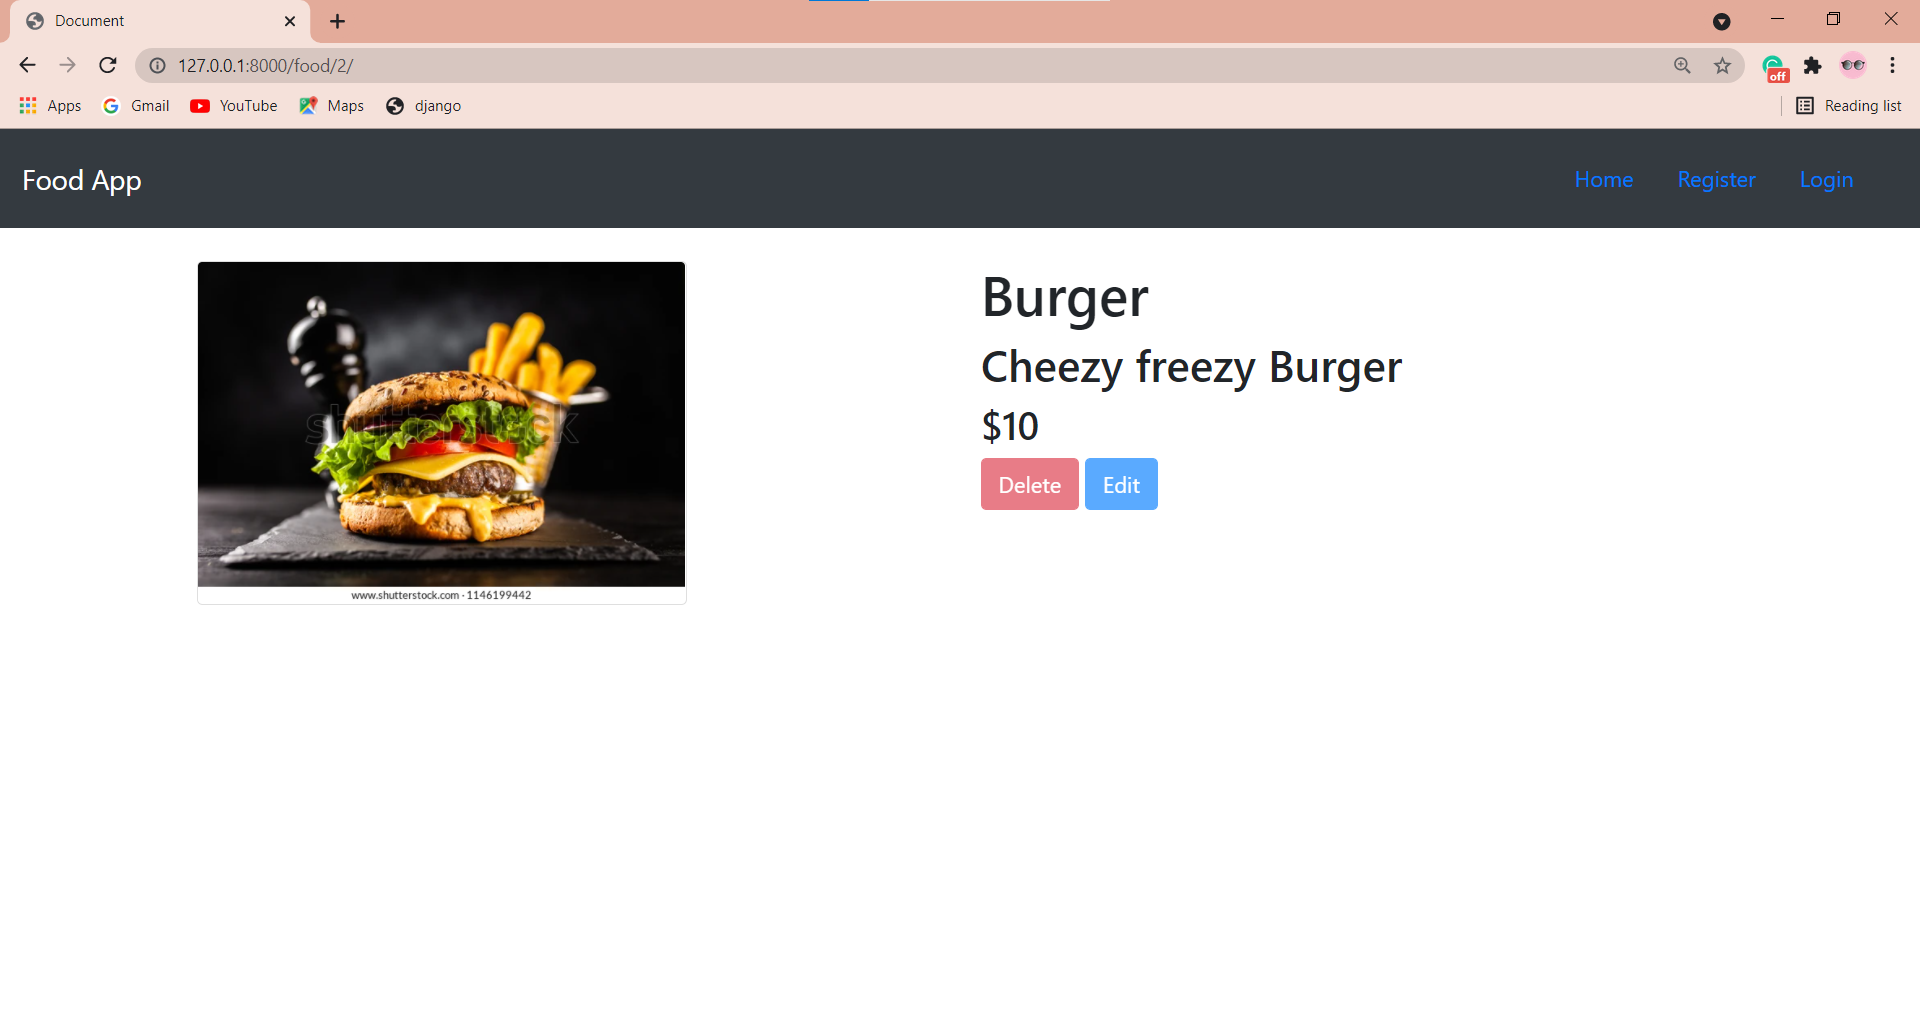 Document
127.0.0.1:8000/food/2/
off
Apps Gmail YouTube Maps django Reading list
Food App Home Register Login
shutterstock
www.shutterstock.com · 1146199442
Burger
Cheezy freezy Burger
$10
Delete Edit